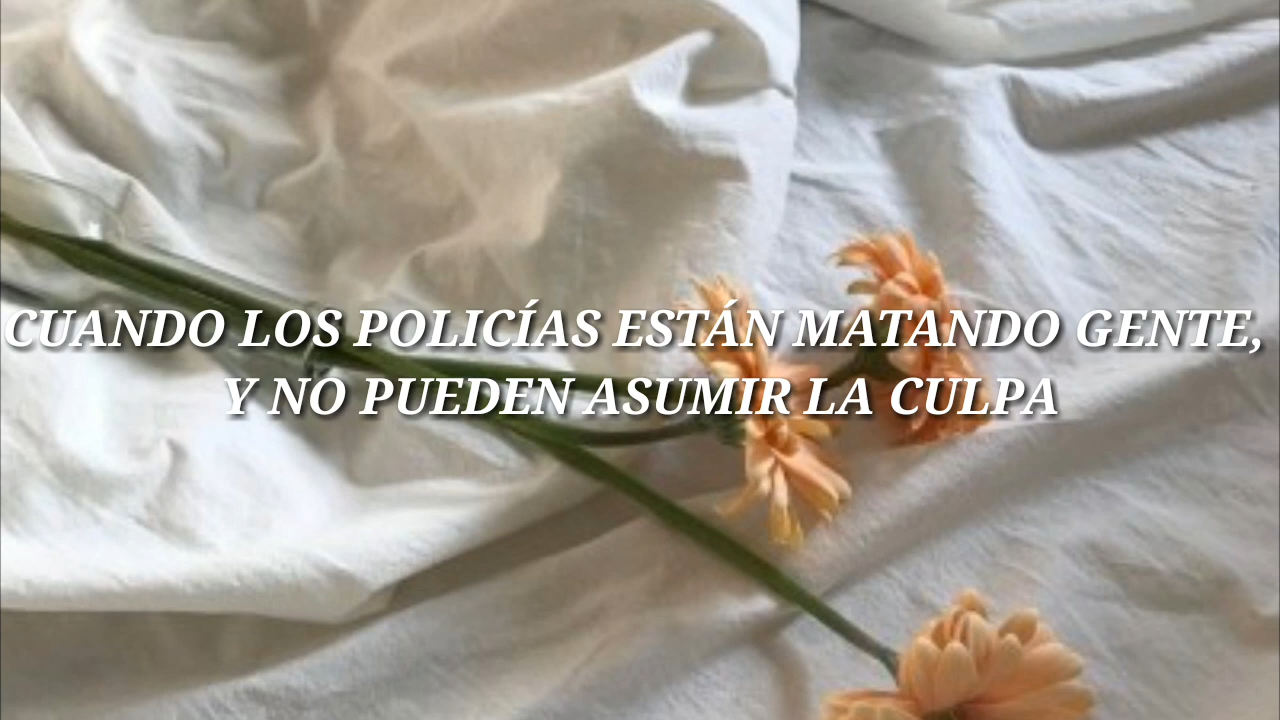 CUANDO LOS POLICÍAS ESTÁN MATANDO GENTE,
Y NO PUEDEN ASUMIR LA CULPA